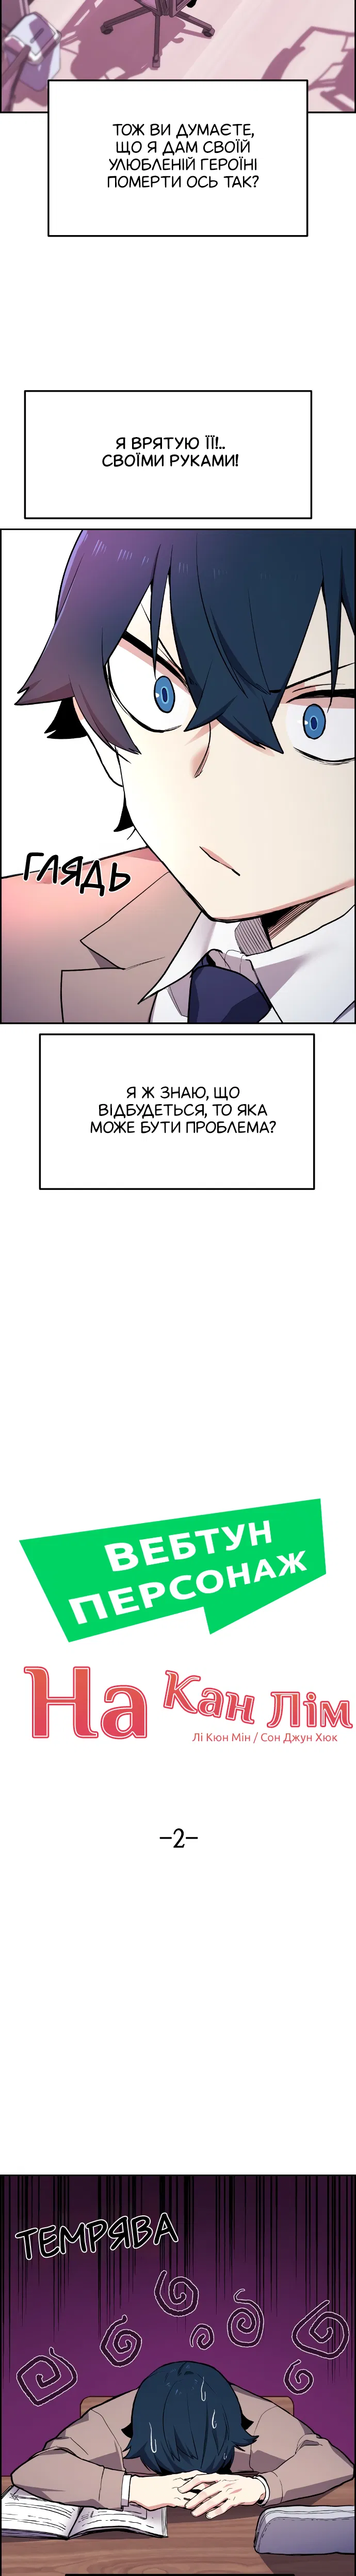 ТОЖ ВИ ДУМАЄТЕ,
ЩО Я ДАМ СВОЇЙ
УЛЮБЛЕНІЙ ГЕРОЇНІ
ПОМЕРТИ ОСЬ ТАК?
Я ВРЯТУЮ ЇЇ!..
СВОЇМИ РУКАМИ!
ГЛЯДЬ
Я Ж ЗНАЮ, ЩО
ВІДБУДЕТЬСЯ, ТО ЯКА
МОЖЕ БУТИ ПРОБЛЕМА?
ВЕБТУН
ПЕРСОНАЖ
На Кан Лім
Лі Кюн Мін / Сон Джун Хюк
-2-
ТЕМРЯВА